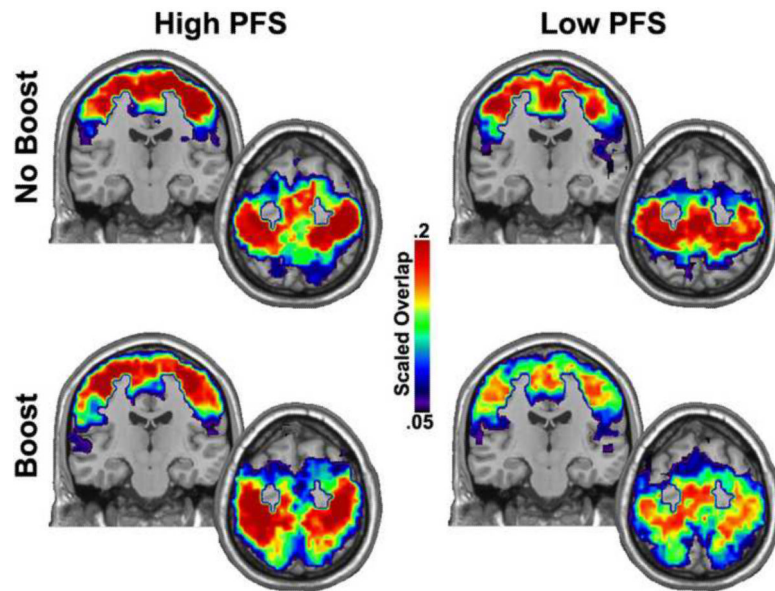 High PFS
Low PFS
No Boost
.2
Scaled Overlap
.05
Boost